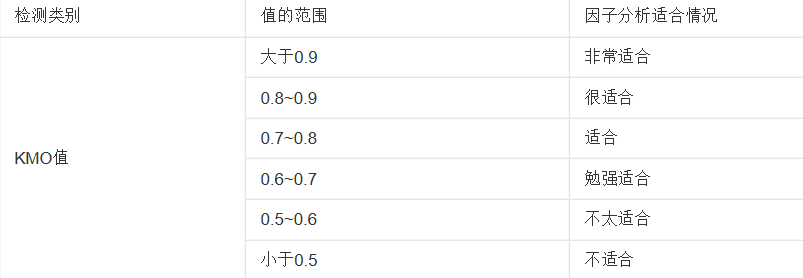 检测类别 值的范围 因子分析适合情况
大于0.9 非常适合
0.8~0.9 很适合
0.7~0.8 适合
KMO值
0.6~0.7 勉强适合
0.5~0.6 不太适合
小于0.5 不适合